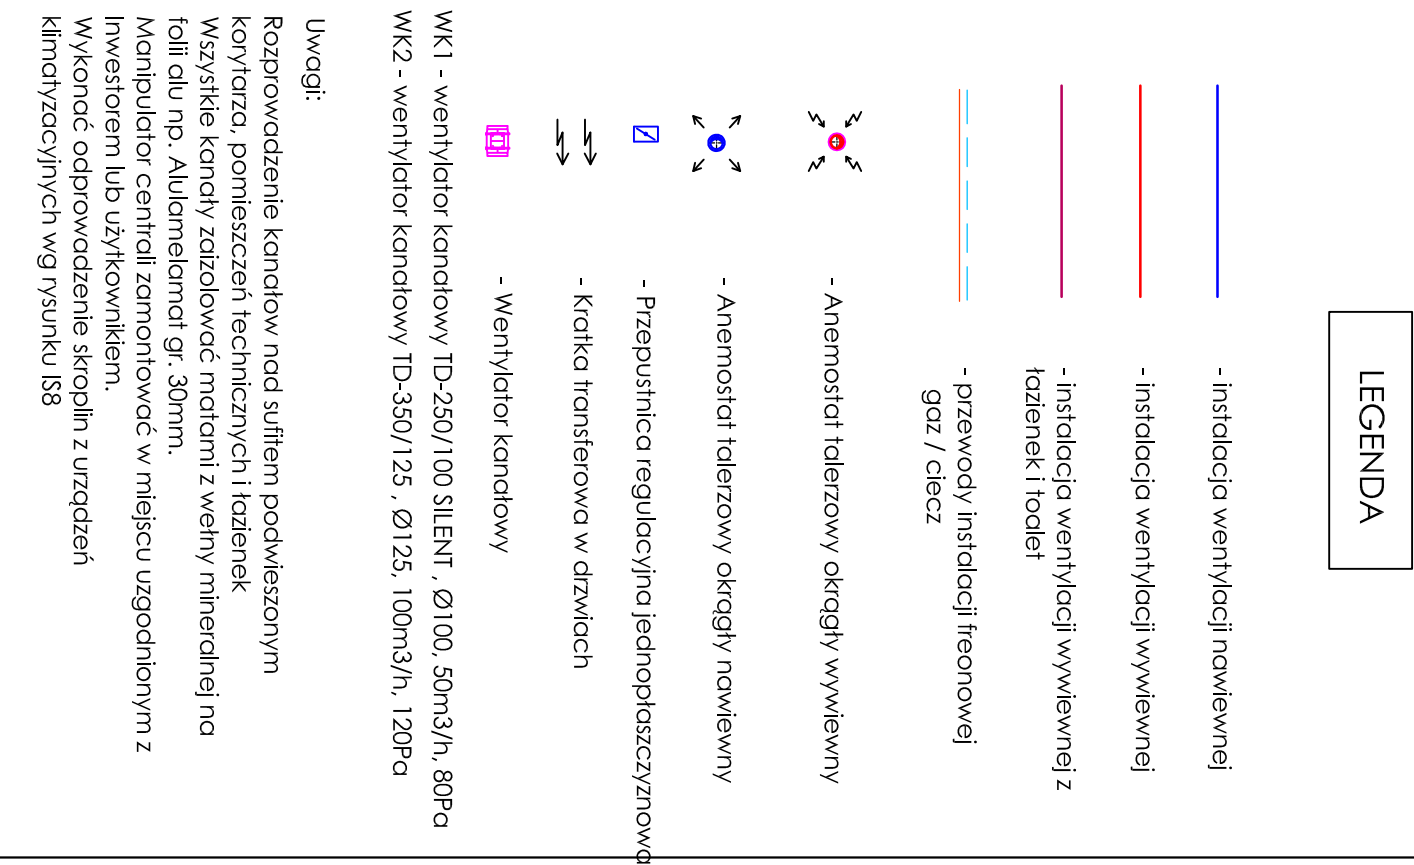 LEGENDA
- instalacja wentylacji nawiewnej
- instalacja wentylacji wywiewnej
- instalacja wentylacji wywiewnej z
łazienek i toalet
- przewody instalacji freonowej
gaz / ciecz
- Anemostat talerzowy okrągły wywiewny
- Anemostat talerzowy okrągły nawiewny
- Przepustnica regulacyjna jednopłaszczyznowa
- Kratka transferowa w drzwiach
- Wentylator kanałowy
WK1 - wentylator kanałowy TD-250/100 SILENT , Ø100, 50m3/h, 80Pa
WK2 - wentylator kanałowy TD-350/125 , Ø125, 100m3/h, 120Pa
Uwagi:
Rozprowadzenie kanałow nad sufitem podwieszonym
korytarza, pomieszczeń technicznych i łazienek
Wszystkie kanały zaizolować matami z wełny mineralnej na
folii alu np. Alulamelamat gr. 30mm.
Manipulator centrali zamontować w miejscu uzgodnionym z
Inwestorem lub użytkownikiem.
Wykonać odprowadzenie skroplin z urządzeń
klimatyzacyjnych wg rysunku IS8